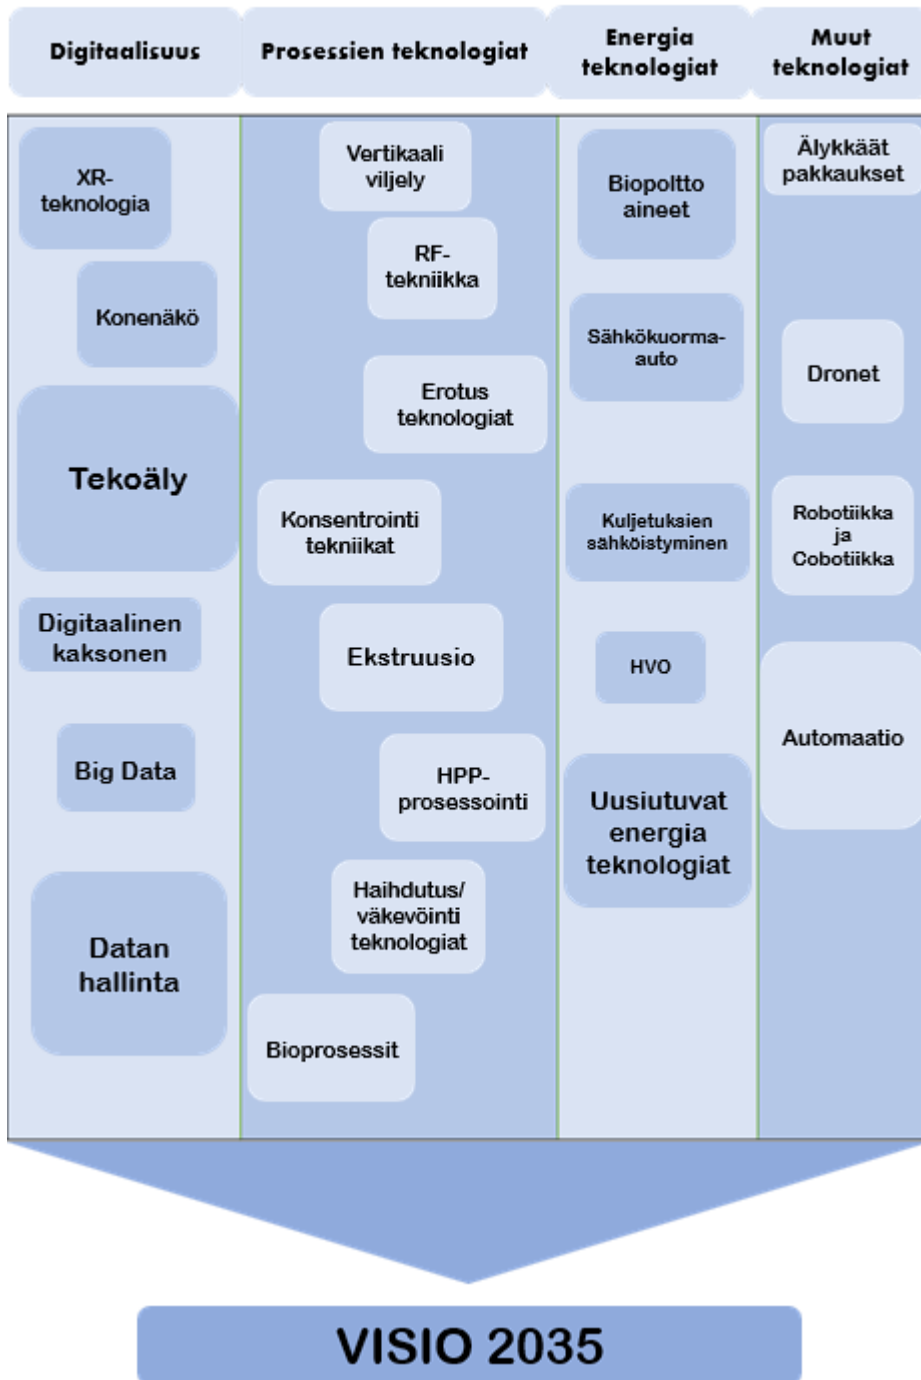 Digitaalisuus
Prosessien teknologiat
Energia
teknologiat
Muut
teknologiat
XR-
teknologia
Konenäkö
Tekoäly
Digitaalinen
kaksonen
Big Data
Datan
hallinta
Vertikaali
viljely
RF-
tekniikka
Erotus
teknologiat
Konsentrointi
tekniikat
Ekstruusio
HPP-
prosessointi
Haihdutus/
väkevöinti
teknologiat
Bioprosessit
Biopoltto
aineet
Sähkökuorma-
auto
Kuljetuksien
sähköistyminen
HVO
Uusiutuvat
energia
teknologiat
Älykkäät
pakkaukset
Dronet
Robotiikka
ja
Cobotiikka
Automaatio
VISIO 2035